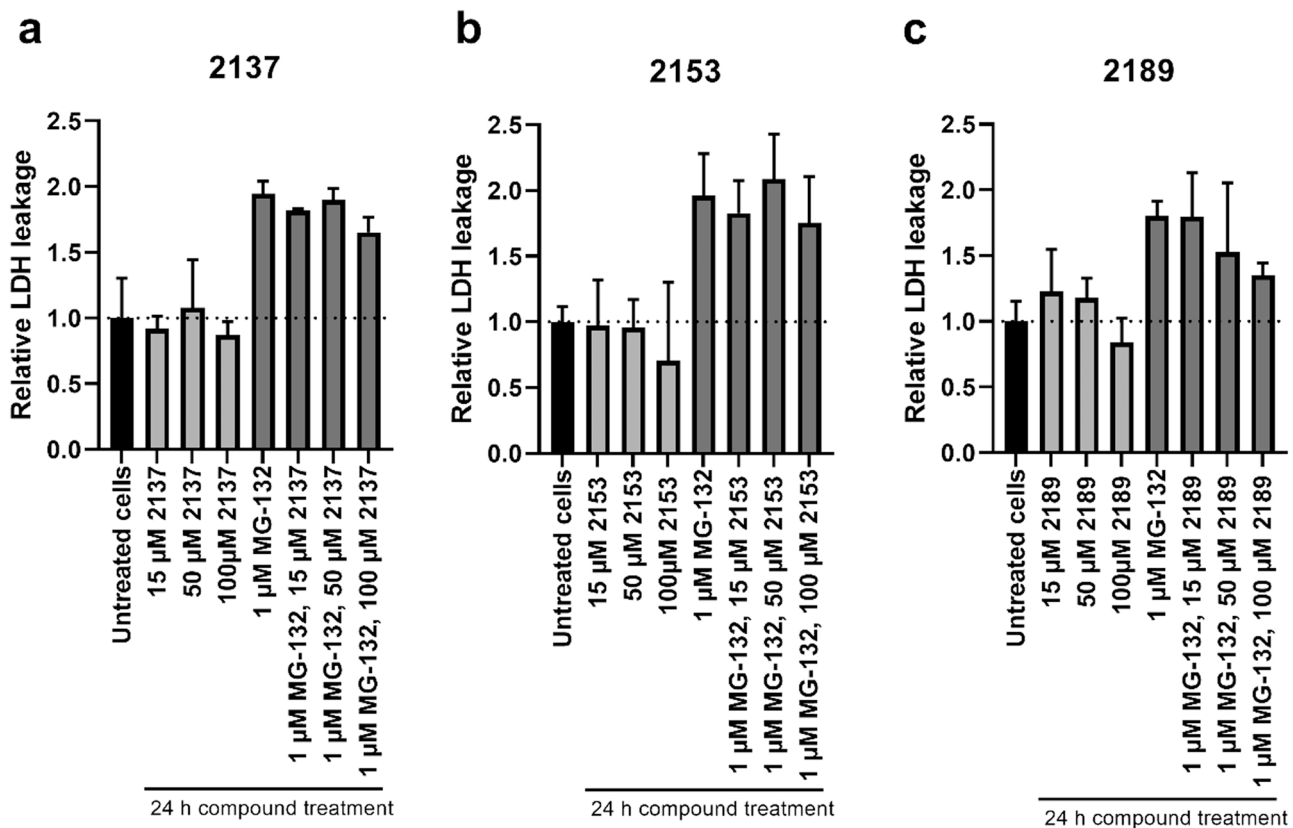 a
2137
Relative LDH leakage
2.5
2.0
1.5
1.0
0.5
0.0
Untreated cells
15 µM 2137
50 µM 2137
100µM 2137
1 µM MG-132
1 µM MG-132, 15 µM 2137
1 µM MG-132, 50 µM 2137
1 µM MG-132, 100 µM 2137
24 h compound treatment
b
2153
Relative LDH leakage
2.5
2.0
1.5
1.0
0.5
0.0
Untreated cells
15 µM 2153
50 µM 2153
100µM 2153
1 µM MG-132
1 µM MG-132, 15 µM 2153
1 µM MG-132, 50 µM 2153
1 µM MG-132, 100 µM 2153
24 h compound treatment
c
2189
Relative LDH leakage
2.5
2.0
1.5
1.0
0.5
0.0
Untreated cells
15 µM 2189
50 µM 2189
100µM 2189
1 µM MG-132
1 µM MG-132, 15 µM 2189
1 µM MG-132, 50 µM 2189
1 µM MG-132, 100 µM 2189
24 h compound treatment